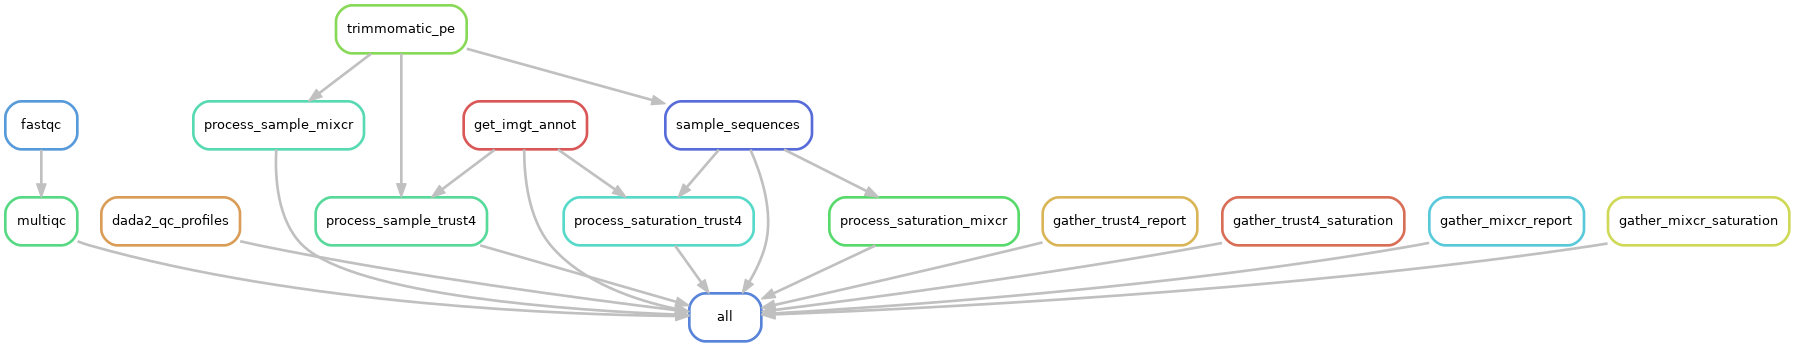 trimmomatic_pe
fastqc
process_sample_mixcr
get_imgt_annot
sample_sequences
multiqc
dada2_qc_profiles
process_sample_trust4
process_saturation_trust4
process_saturation_mixcr
gather_trust4_report
gather_trust4_saturation
gather_mixcr_report
gather_mixcr_saturation
all